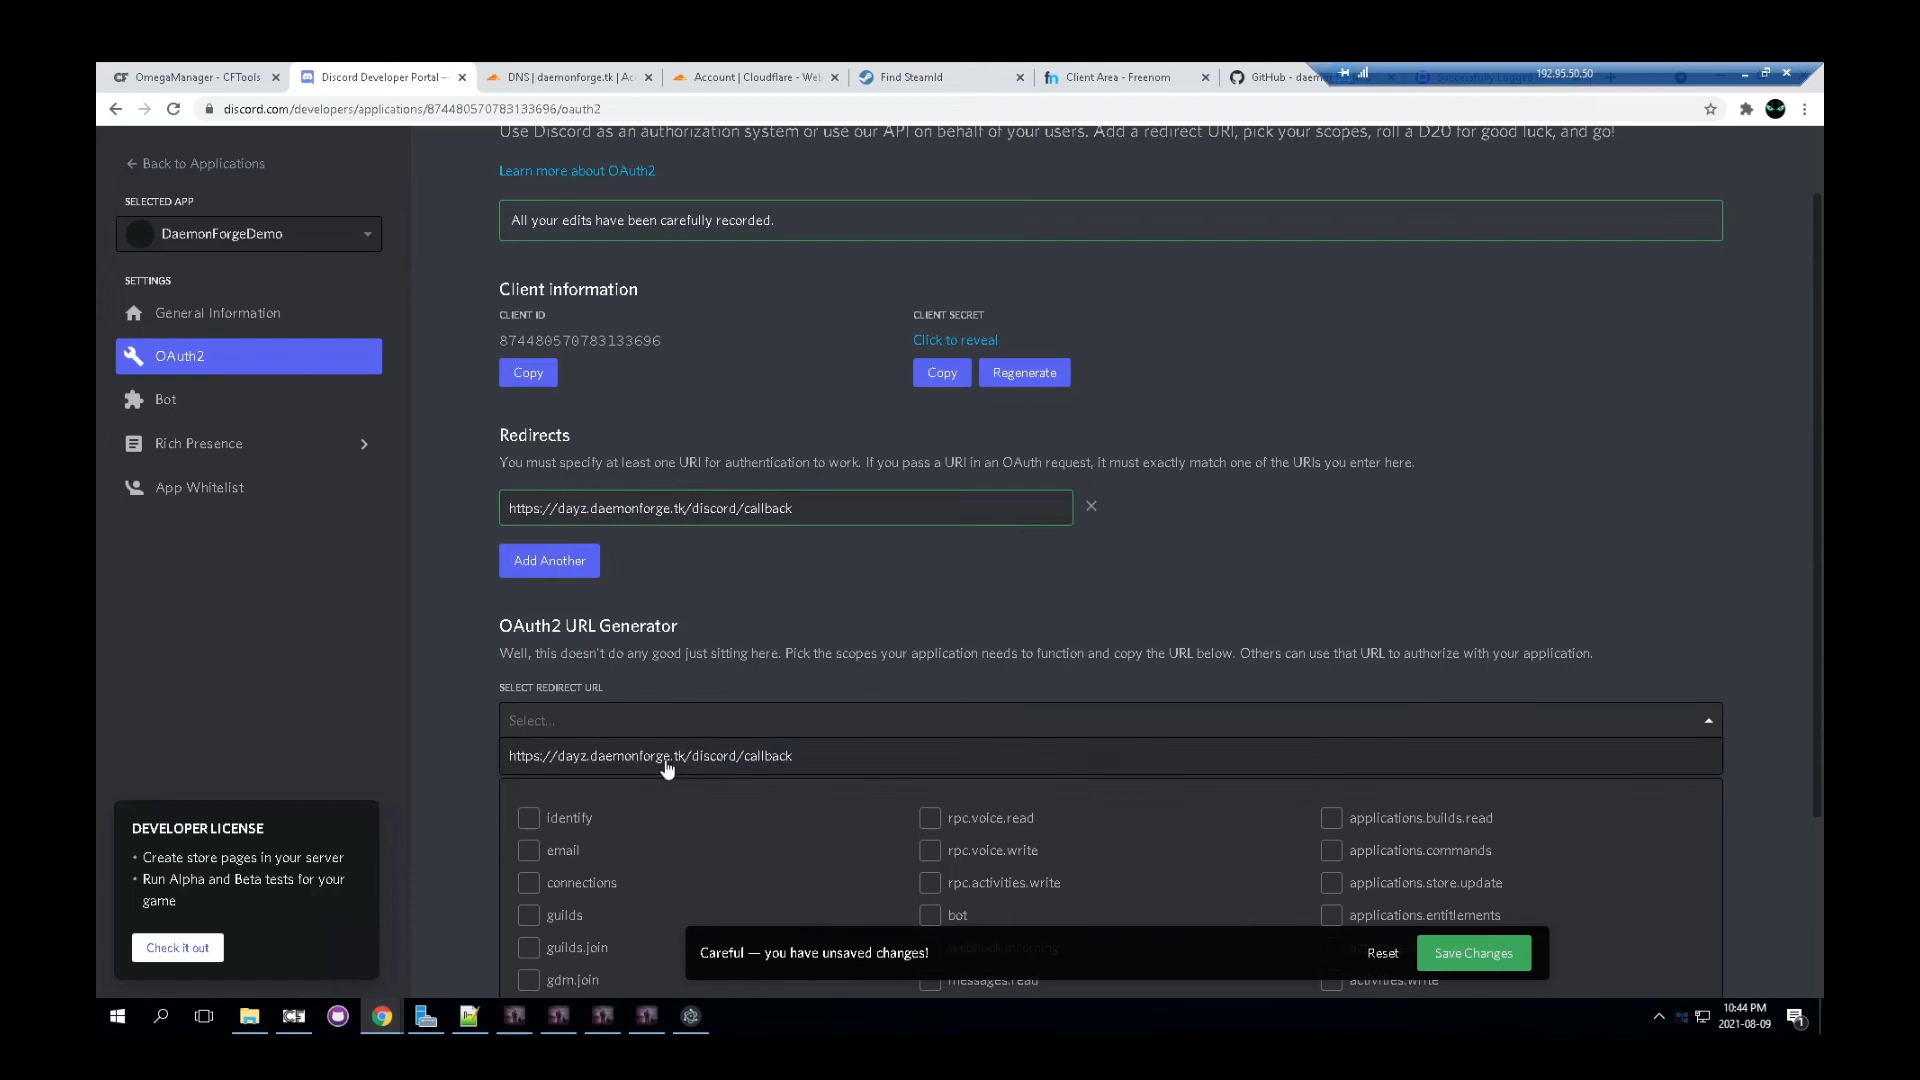 OmegaManager - CFTools
Discord Developer Portal —
DNS | daemonforge.tk | Ac
Account | Cloudflare - Web
Find SteamId
Client Area - Freenom
GitHub - daem
192.95.50.50
discord.com/developers/applications/874480570783133696/oauth2
Use Discord as an authorization system or use our API on behalf of your users. Add a redirect URI, pick your scopes, roll a D20 for good luck, and go!
← Back to Applications
Learn more about OAuth2
SELECTED APP
DaemonForgeDemo
All your edits have been carefully recorded.
SETTINGS
General Information
OAuth2
Bot
Rich Presence
App Whitelist
Client information
CLIENT ID
CLIENT SECRET
874480570783133696
Click to reveal
Copy
Copy
Regenerate
Redirects
You must specify at least one URI for authentication to work. If you pass a URI in an OAuth request, it must exactly match one of the URIs you enter here.
https://dayz.daemonforge.tk/discord/callback
Add Another
OAuth2 URL Generator
Well, this doesn't do any good just sitting here. Pick the scopes your application needs to function and copy the URL below. Others can use that URL to authorize with your application.
SELECT REDIRECT URL
Select...
https://dayz.daemonforge.tk/discord/callback
identify
rpc.voice.read
applications.builds.read
email
rpc.voice.write
applications.commands
connections
rpc.activities.write
applications.store.update
guilds
bot
applications.entitlements
guilds.join
webhook.incoming
gdm.join
messages.read
activities.write
Careful — you have unsaved changes!
Reset
Save Changes
DEVELOPER LICENSE
• Create store pages in your server
• Run Alpha and Beta tests for your
game
Check it out
10:44 PM
2021-08-09
1